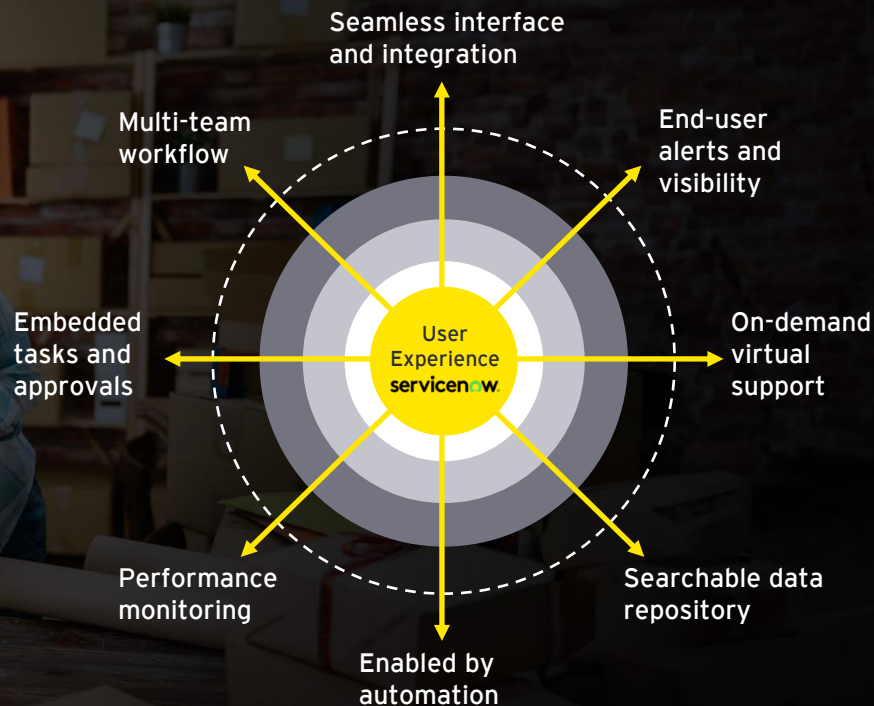 Seamless interface
and integration
Multi-team
workflow
End-user
alerts and
visibility
Embedded
tasks and
approvals
User
Experience
servicenow.
On-demand
virtual
support
Performance
monitoring
Searchable data
repository
Enabled by
automation